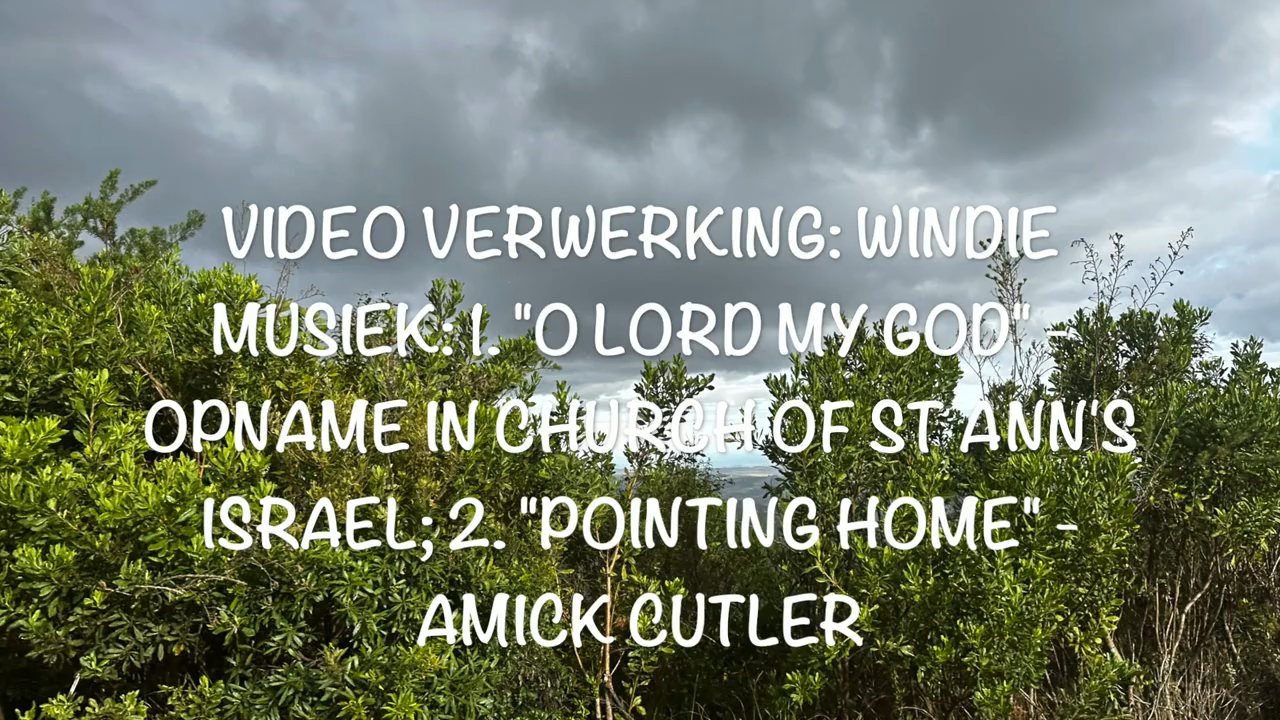 VIDEO VERWERKING: WINDIE
MUSIEK: 1. "O LORD MY GOD" -
OPNAME IN CHURCH OF ST ANN'S
ISRAEL; 2. "POINTING HOME" -
AMICK CUTLER